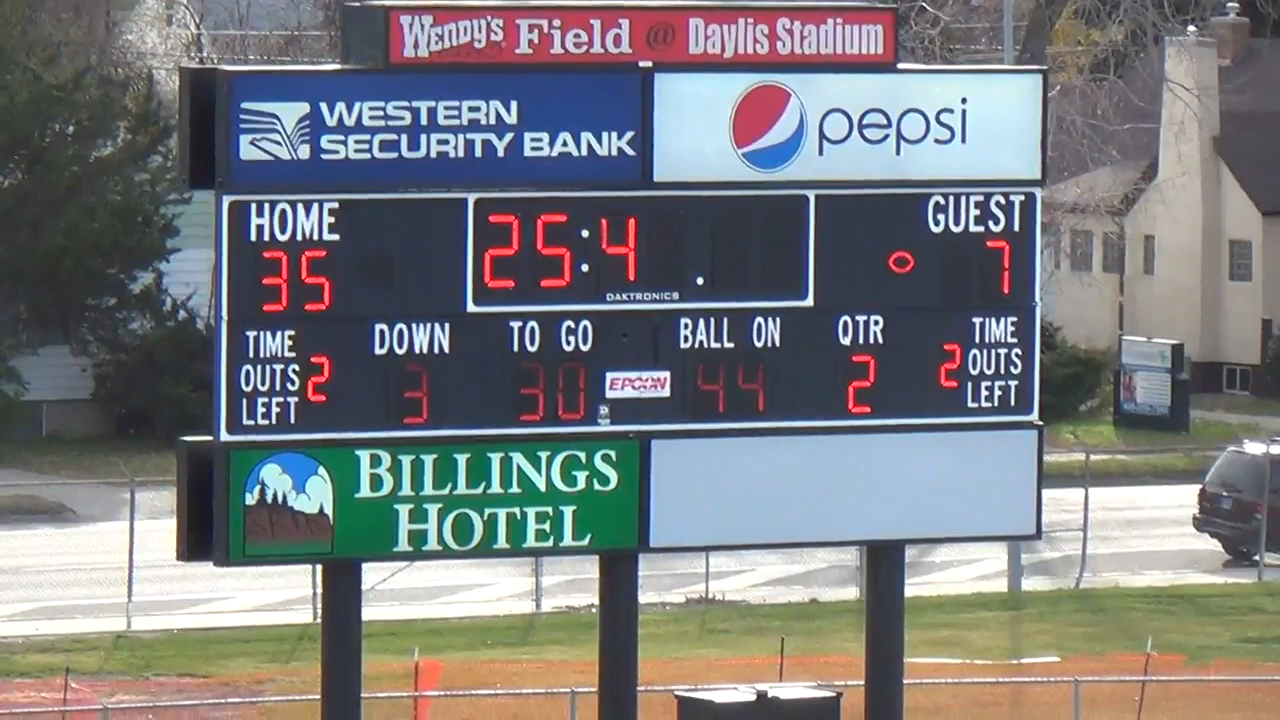 WENDY'S Field @ Daylis Stadium
WESTERN
SECURITY BANK
pepsi
HOME
35
25:4 .
DAKTRONICS
GUEST
7
TIME
OUTS 2
LEFT
DOWN
3
TO GO
30
EPCON
BALL ON
44
QTR
2
2 TIME
OUTS
LEFT
BILLINGS
HOTEL